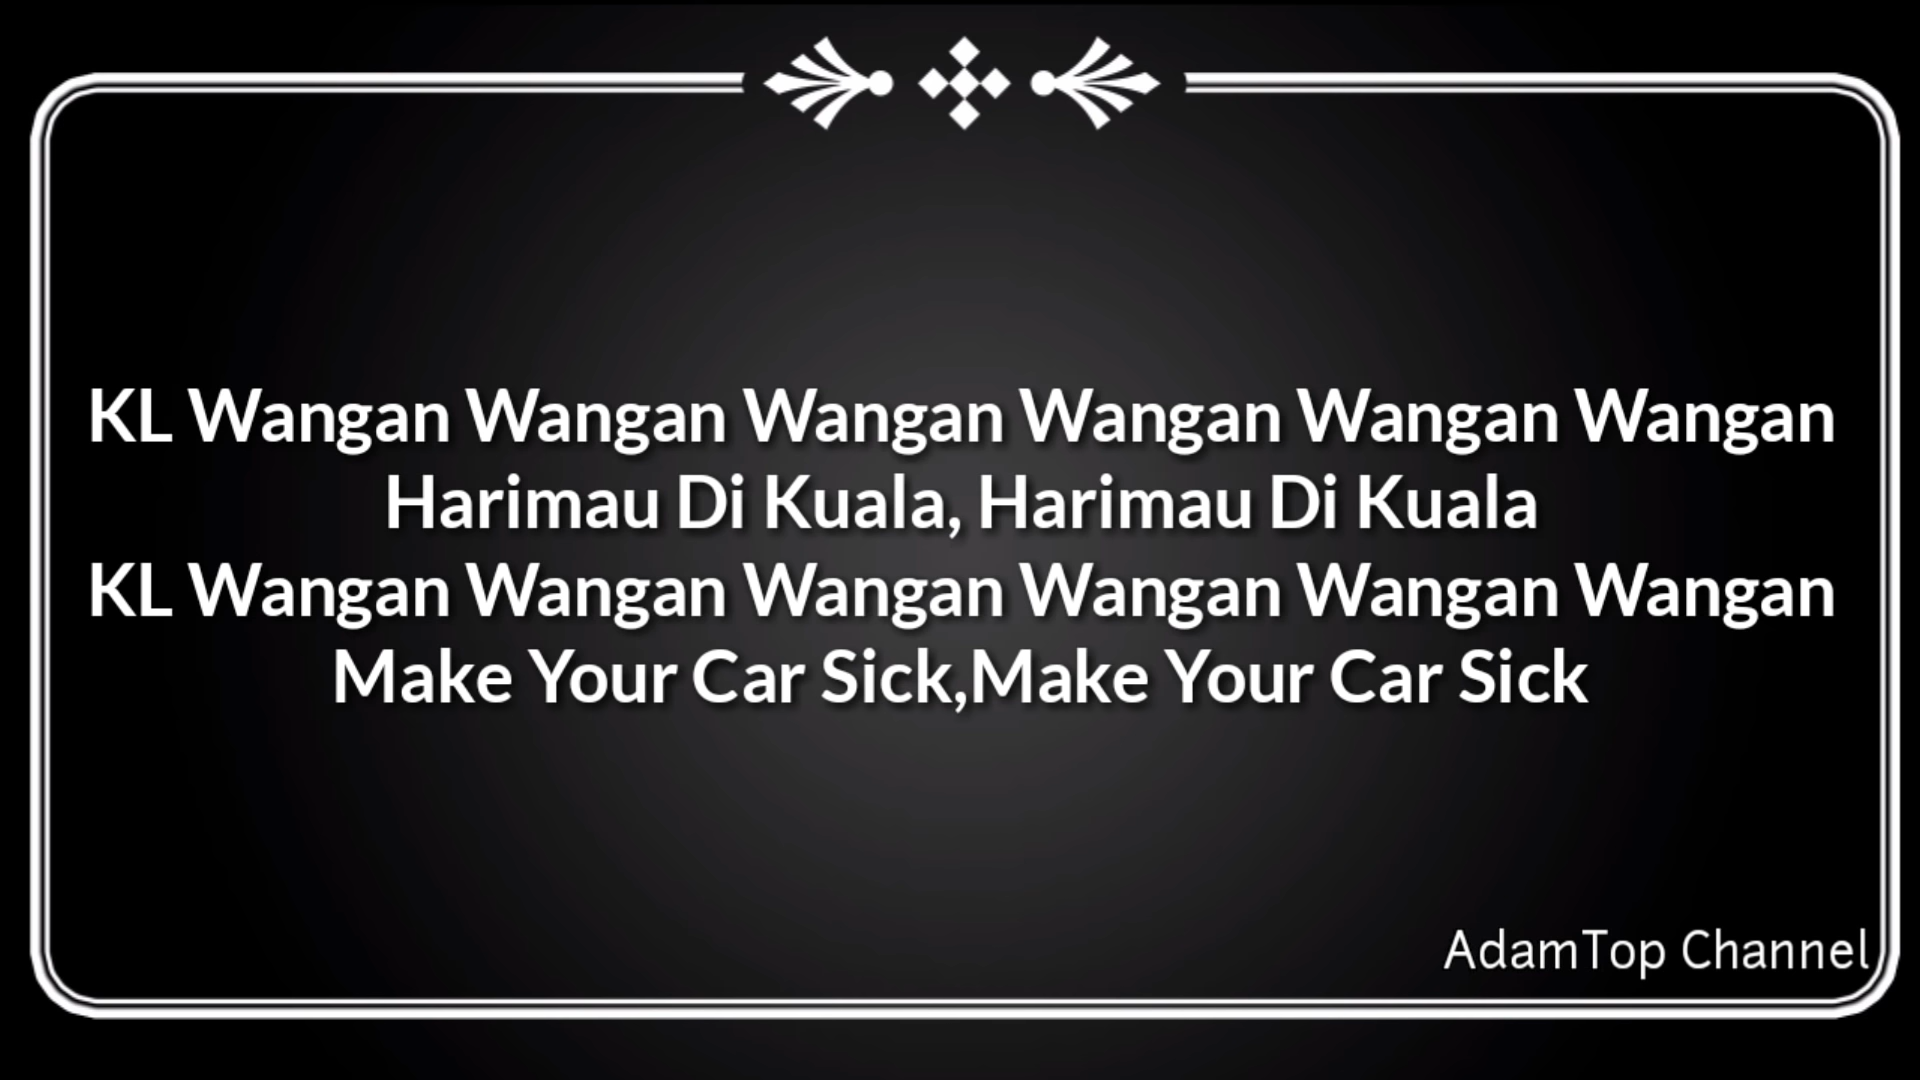 KL Wangan Wangan Wangan Wangan Wangan Wangan
Harimau Di Kuala, Harimau Di Kuala
KL Wangan Wangan Wangan Wangan Wangan Wangan
Make Your Car Sick,Make Your Car Sick
AdamTop Channel